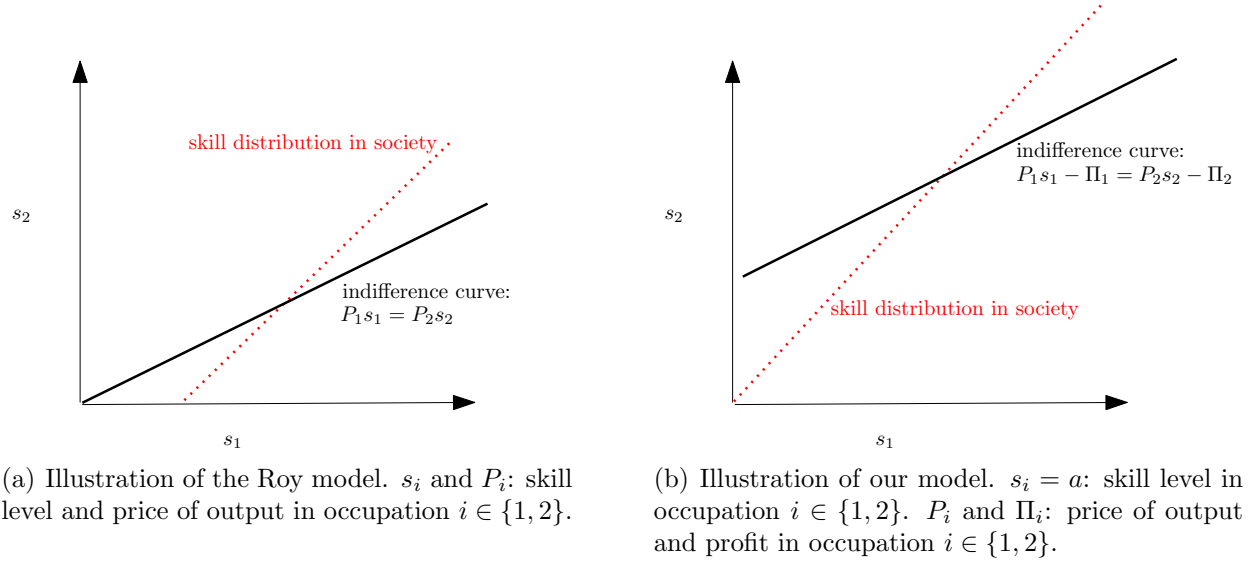 skill distribution in society
s₂
indifference curve:
P₁s₁ = P₂s₂
s₁
(a) Illustration of the Roy model. sᵢ and Pᵢ: skill
level and price of output in occupation i ∈ {1, 2}.
indifference curve:
P₁s₁ − Π₁ = P₂s₂ − Π₂
s₂
skill distribution in society
s₁
(b) Illustration of our model. sᵢ = a: skill level in
occupation i ∈ {1, 2}. Pᵢ and Πᵢ: price of output
and profit in occupation i ∈ {1, 2}.